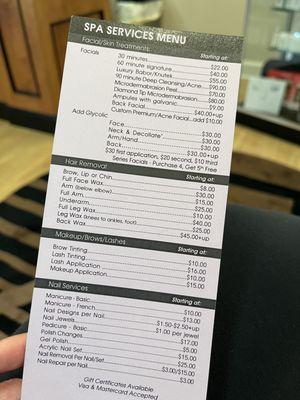 SPA SERVICES MENU
Facial/Skin Treatments Starting at:
Facials 30 minutes $22.00
60 minute signature $40.00
Luxury Babor/Knutek $55.00
90 minute Deep Cleansing/Acne $90.00
Microdermabrasion Peel $70.00
Diamond Tip Microdermabrasion $80.00
Ampules with galvanic $9.00
Back Facial $40.00+up
Custom Premium/Acne Facial...add $10.00
Add Glycolic
Face $30.00
Neck & Decollate' $30.00
Arm/Hand $30.00
Back $30.00+up
$30 first application, $20 second, $10 third
Series Facials - Purchase 4, Get 5th Free
Hair Removal Starting at:
Brow, Lip or Chin $8.00
Full Face Wax $30.00
Arm (below elbow) $15.00
Full Arm $25.00
Underarm $10.00
Full Leg Wax $40.00
Leg Wax (knees to ankles, foot) $25.00
Back Wax $45.00+up
Makeup/Brows/Lashes Starting at:
Brow Tinting $10.00
Lash Tinting $16.00
Lash Application $10.00
Makeup Application $15.00
Nail Services Starting at:
Manicure - Basic $10.00
Manicure - French $13.00
Nail Designs per Nail $1.50-$2.50+up
Nail Jewels $1.00 per jewel
Pedicure - Basic $17.00
Polish Changes $5.00
Gel Polish $15.00
Acrylic Nail Set $25.00
Nail Removal Per Nail/Set $3.00/$15.00
Nail Repair per Nail $3.00
Gift Certificates Available
Visa & Mastercard Accepted